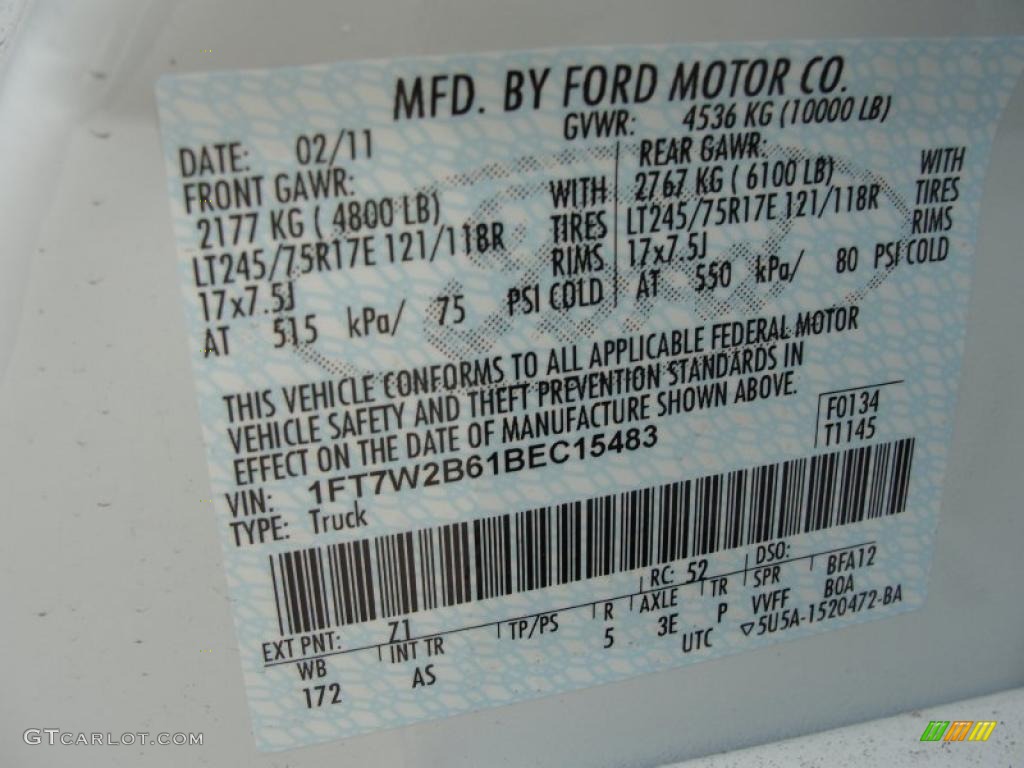 MFD. BY FORD MOTOR CO.
DATE: 02/11 GVWR: 4536 KG (10000 LB)
FRONT GAWR: REAR GAWR:
2177 KG ( 4800 LB) WITH 2767 KG ( 6100 LB) WITH
LT245/75R17E 121/118R TIRES LT245/75R17E 121/118R TIRES
17x7.5J RIMS 17x7.5J RIMS
AT 515 kPa/ 75 PSI COLD AT 550 kPa/ 80 PSI COLD
THIS VEHICLE CONFORMS TO ALL APPLICABLE FEDERAL MOTOR
VEHICLE SAFETY AND THEFT PREVENTION STANDARDS IN
EFFECT ON THE DATE OF MANUFACTURE SHOWN ABOVE.
VIN: 1FT7W2B61BEC15483 F0134
TYPE: Truck T1145
EXT PNT: Z1 RC: 52 DSO:
WB INT TR TP/PS R AXLE TR SPR BFA12
172 AS 5 3E P VVFF BOA
UTC ▽5U5A-1520472-BA
GTCARLOT.COM